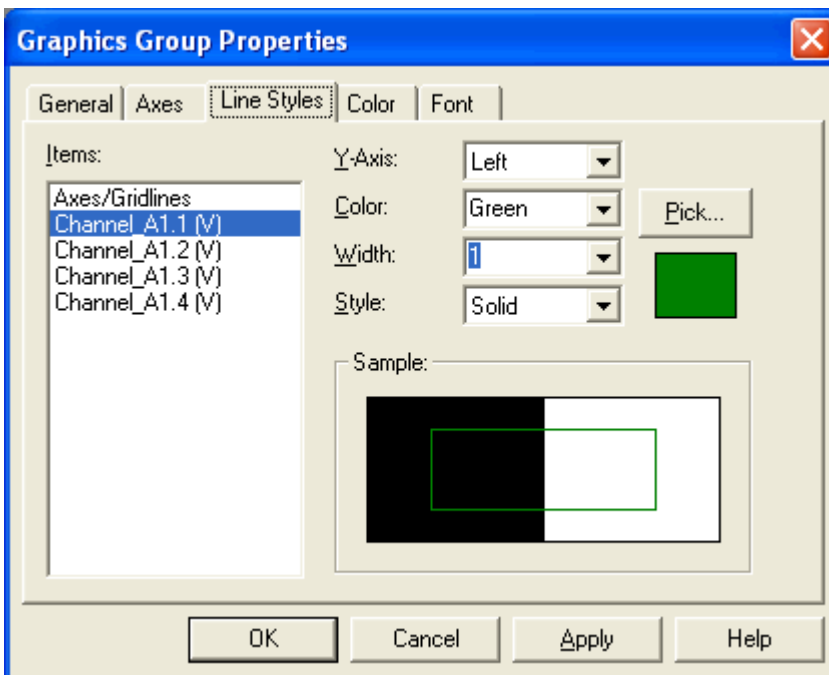 Graphics Group Properties
General Axes Line Styles Color Font
Items:
Axes/Gridlines
Channel_A1.1 (V)
Channel_A1.2 (V)
Channel_A1.3 (V)
Channel_A1.4 (V)
Y-Axis: Left
Color: Green Pick...
Width: 1
Style: Solid
Sample:
OK Cancel Apply Help